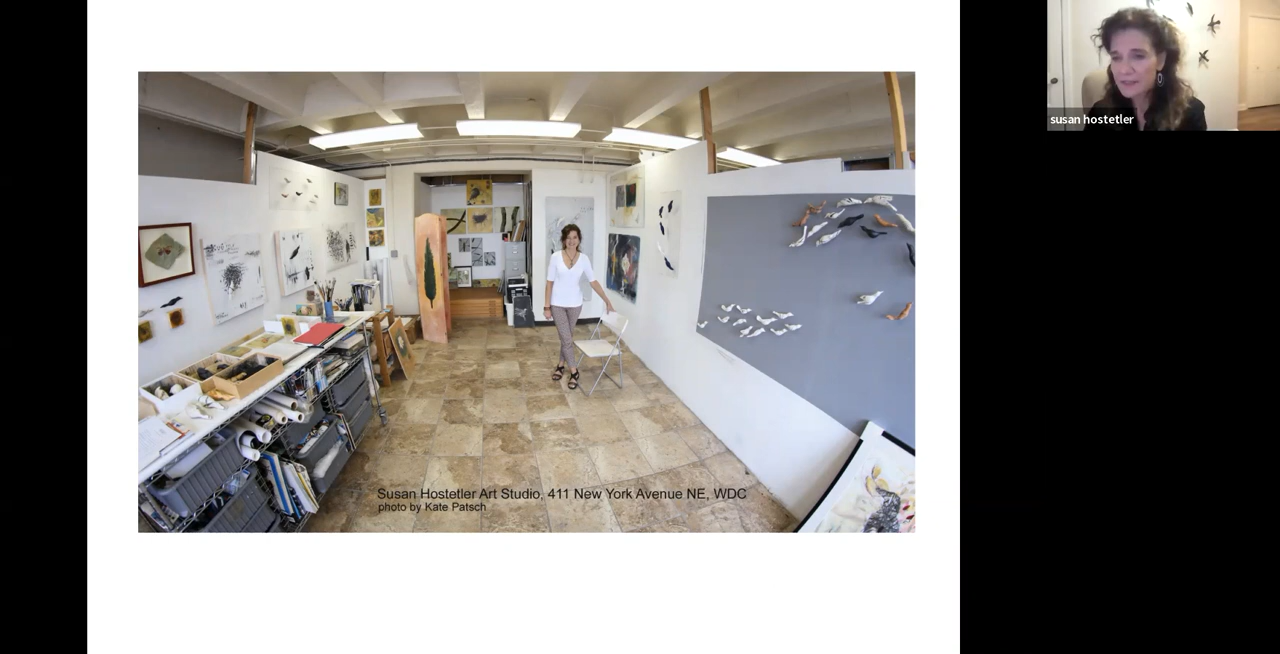 susan hostetler
Susan Hostetler Art Studio, 411 New York Avenue NE, WDC
photo by Kate Patsch